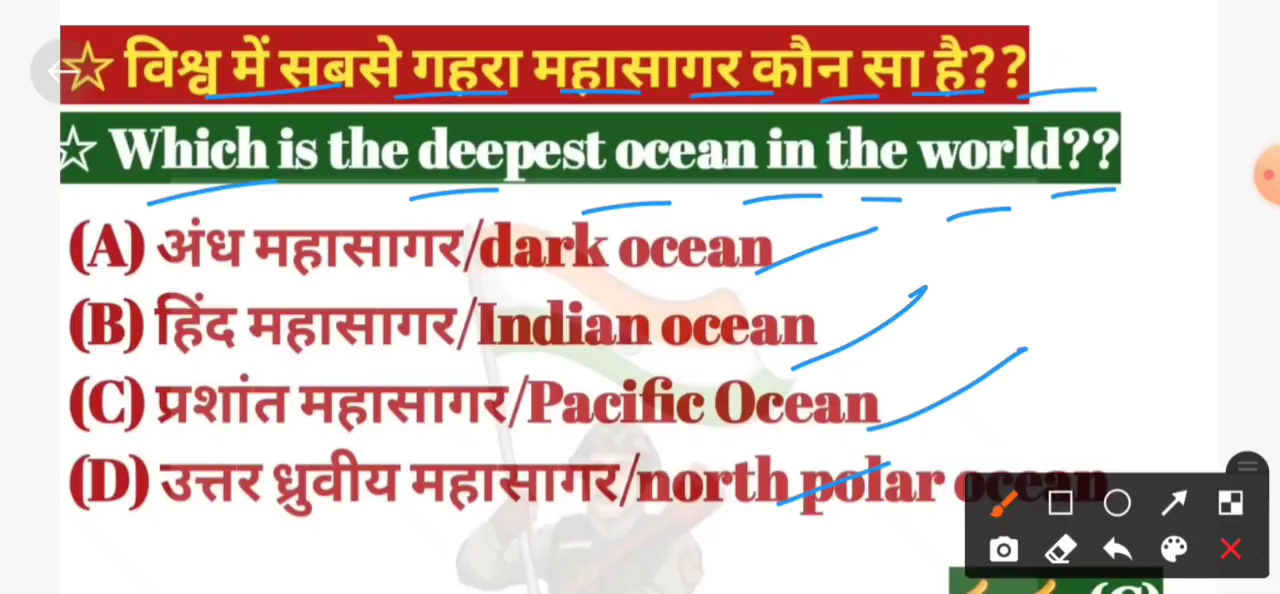 ☆ विश्व में सबसे गहरा महासागर कौन सा है??
☆ Which is the deepest ocean in the world??
(A) अंध महासागर/dark ocean
(B) हिंद महासागर/Indian ocean
(C) प्रशांत महासागर/Pacific Ocean
(D) उत्तर ध्रुवीय महासागर/north polar ocean
(C)